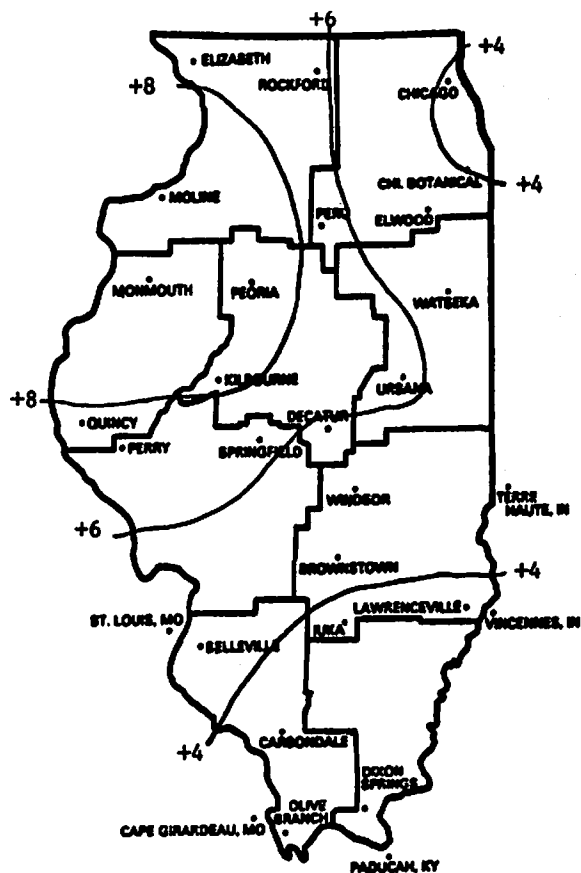 +6
+4
ELIZABETH
ROCKFORD
+8
CHICAGO
CHI. BOTANICAL
+4
MOLINE
PERU
ELWOOD
MONMOUTH
PEORIA
WATSEKA
KILBOURNE
URBANA
+8
QUINCY
DECATUR
PERRY
SPRINGFIELD
WINDSOR
TERRE
HAUTE, IN
+6
BROWNSTOWN
+4
LAWRENCEVILLE
ST. LOUIS, MO
IUKA
VINCENNES, IN
BELLEVILLE
+4
CARBONDALE
DIXON
SPRINGS
OLIVE
BRANCH
CAPE GIRARDEAU, MO
PADUCAH, KY